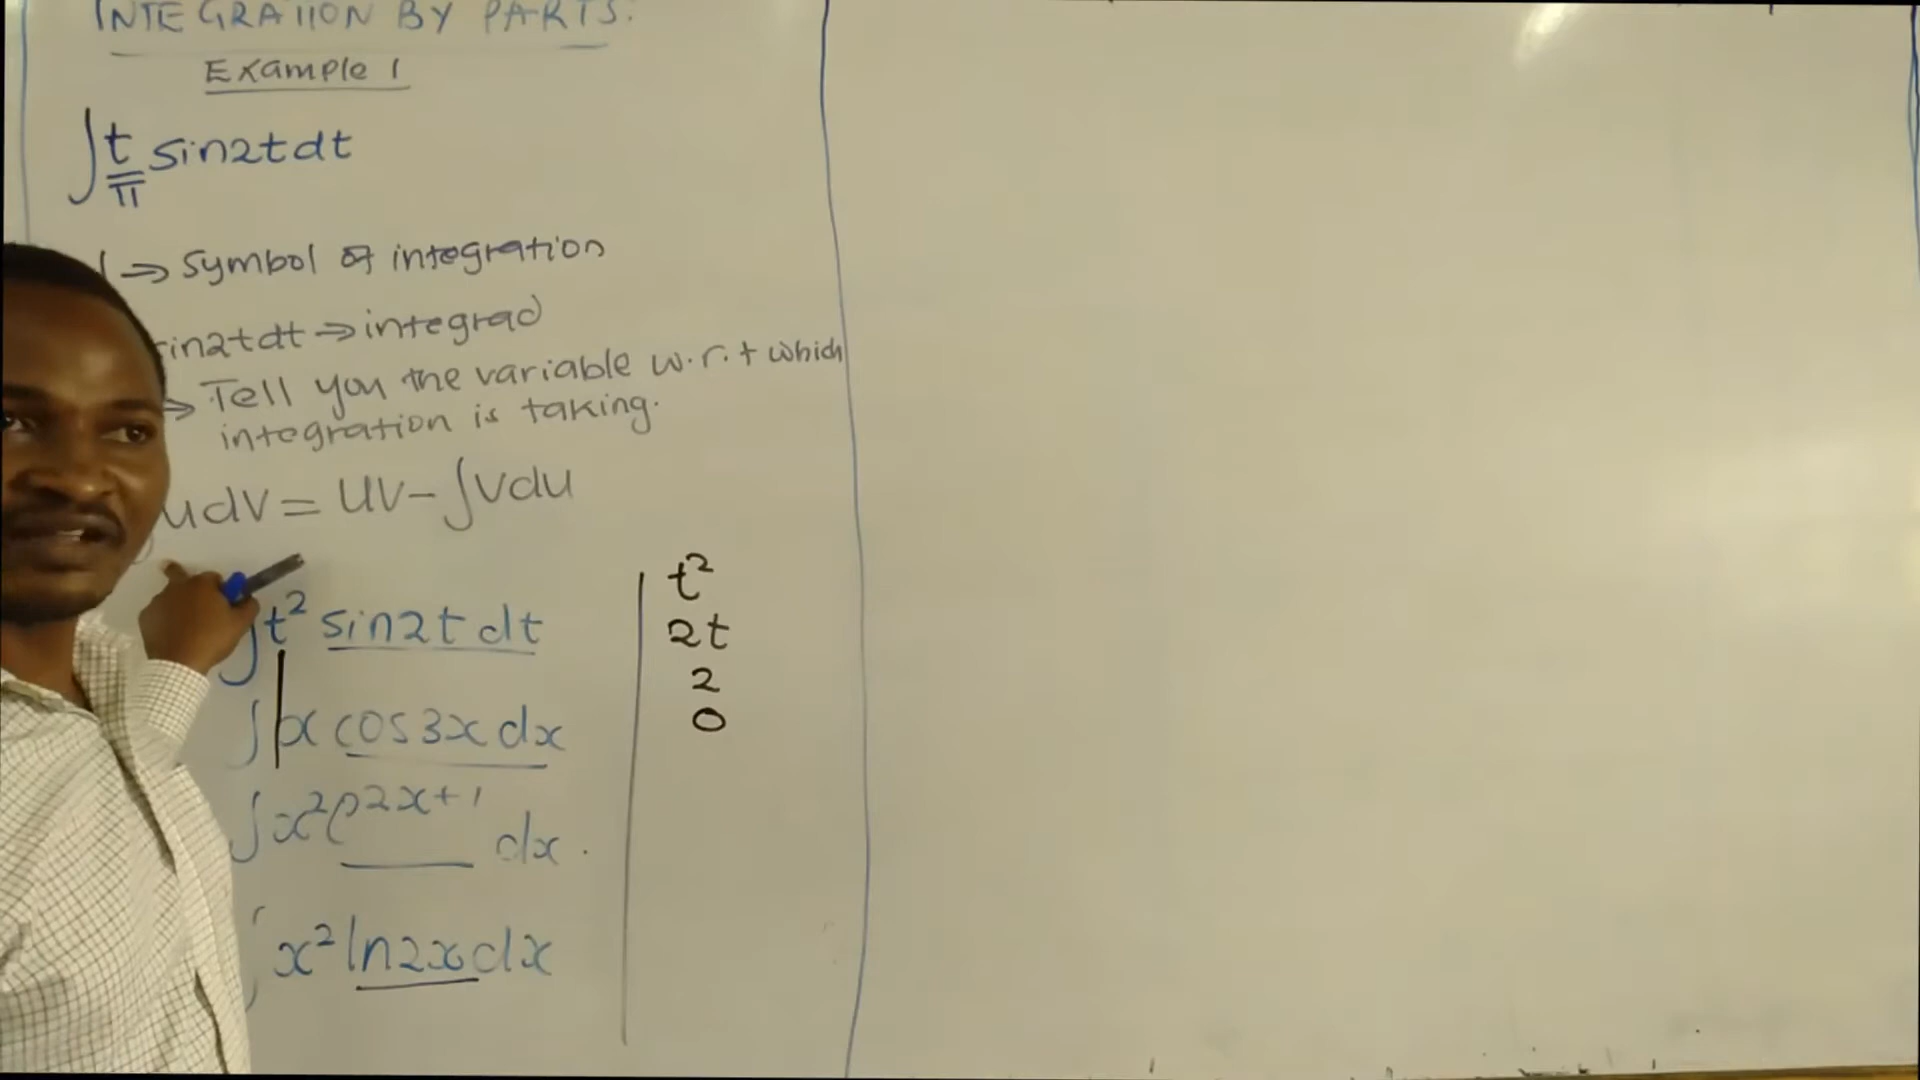 INTEGRATION BY PARTS.
Example 1
∫ t/π sin2t dt
→ Symbol of integration
sin2tdt → integrad
→ Tell you the variable w.r.t which
integration is taking.
udv = uv - ∫vdu
∫t² sin2t dt
∫x cos3x dx
∫x² e^2x+1 dx.
∫x² ln2x dx
t²
2t
2
0